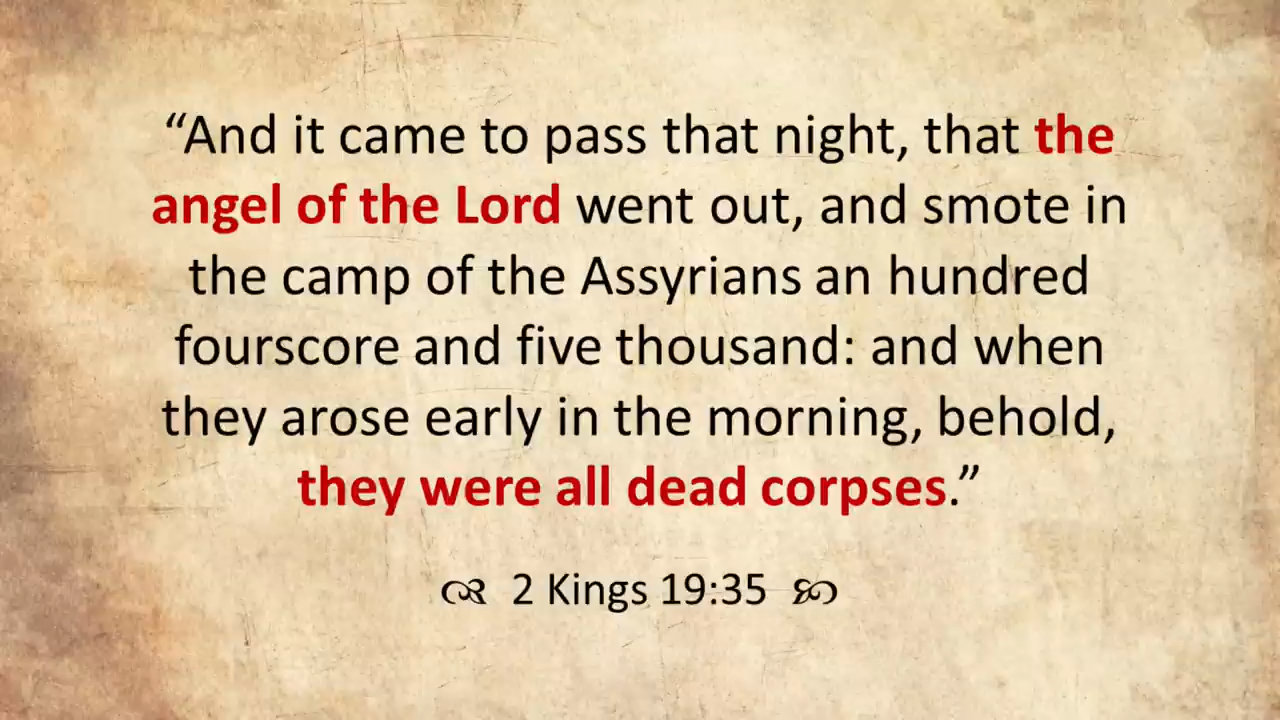 “And it came to pass that night, that the
angel of the Lord went out, and smote in
the camp of the Assyrians an hundred
fourscore and five thousand: and when
they arose early in the morning, behold,
they were all dead corpses.”
2 Kings 19:35